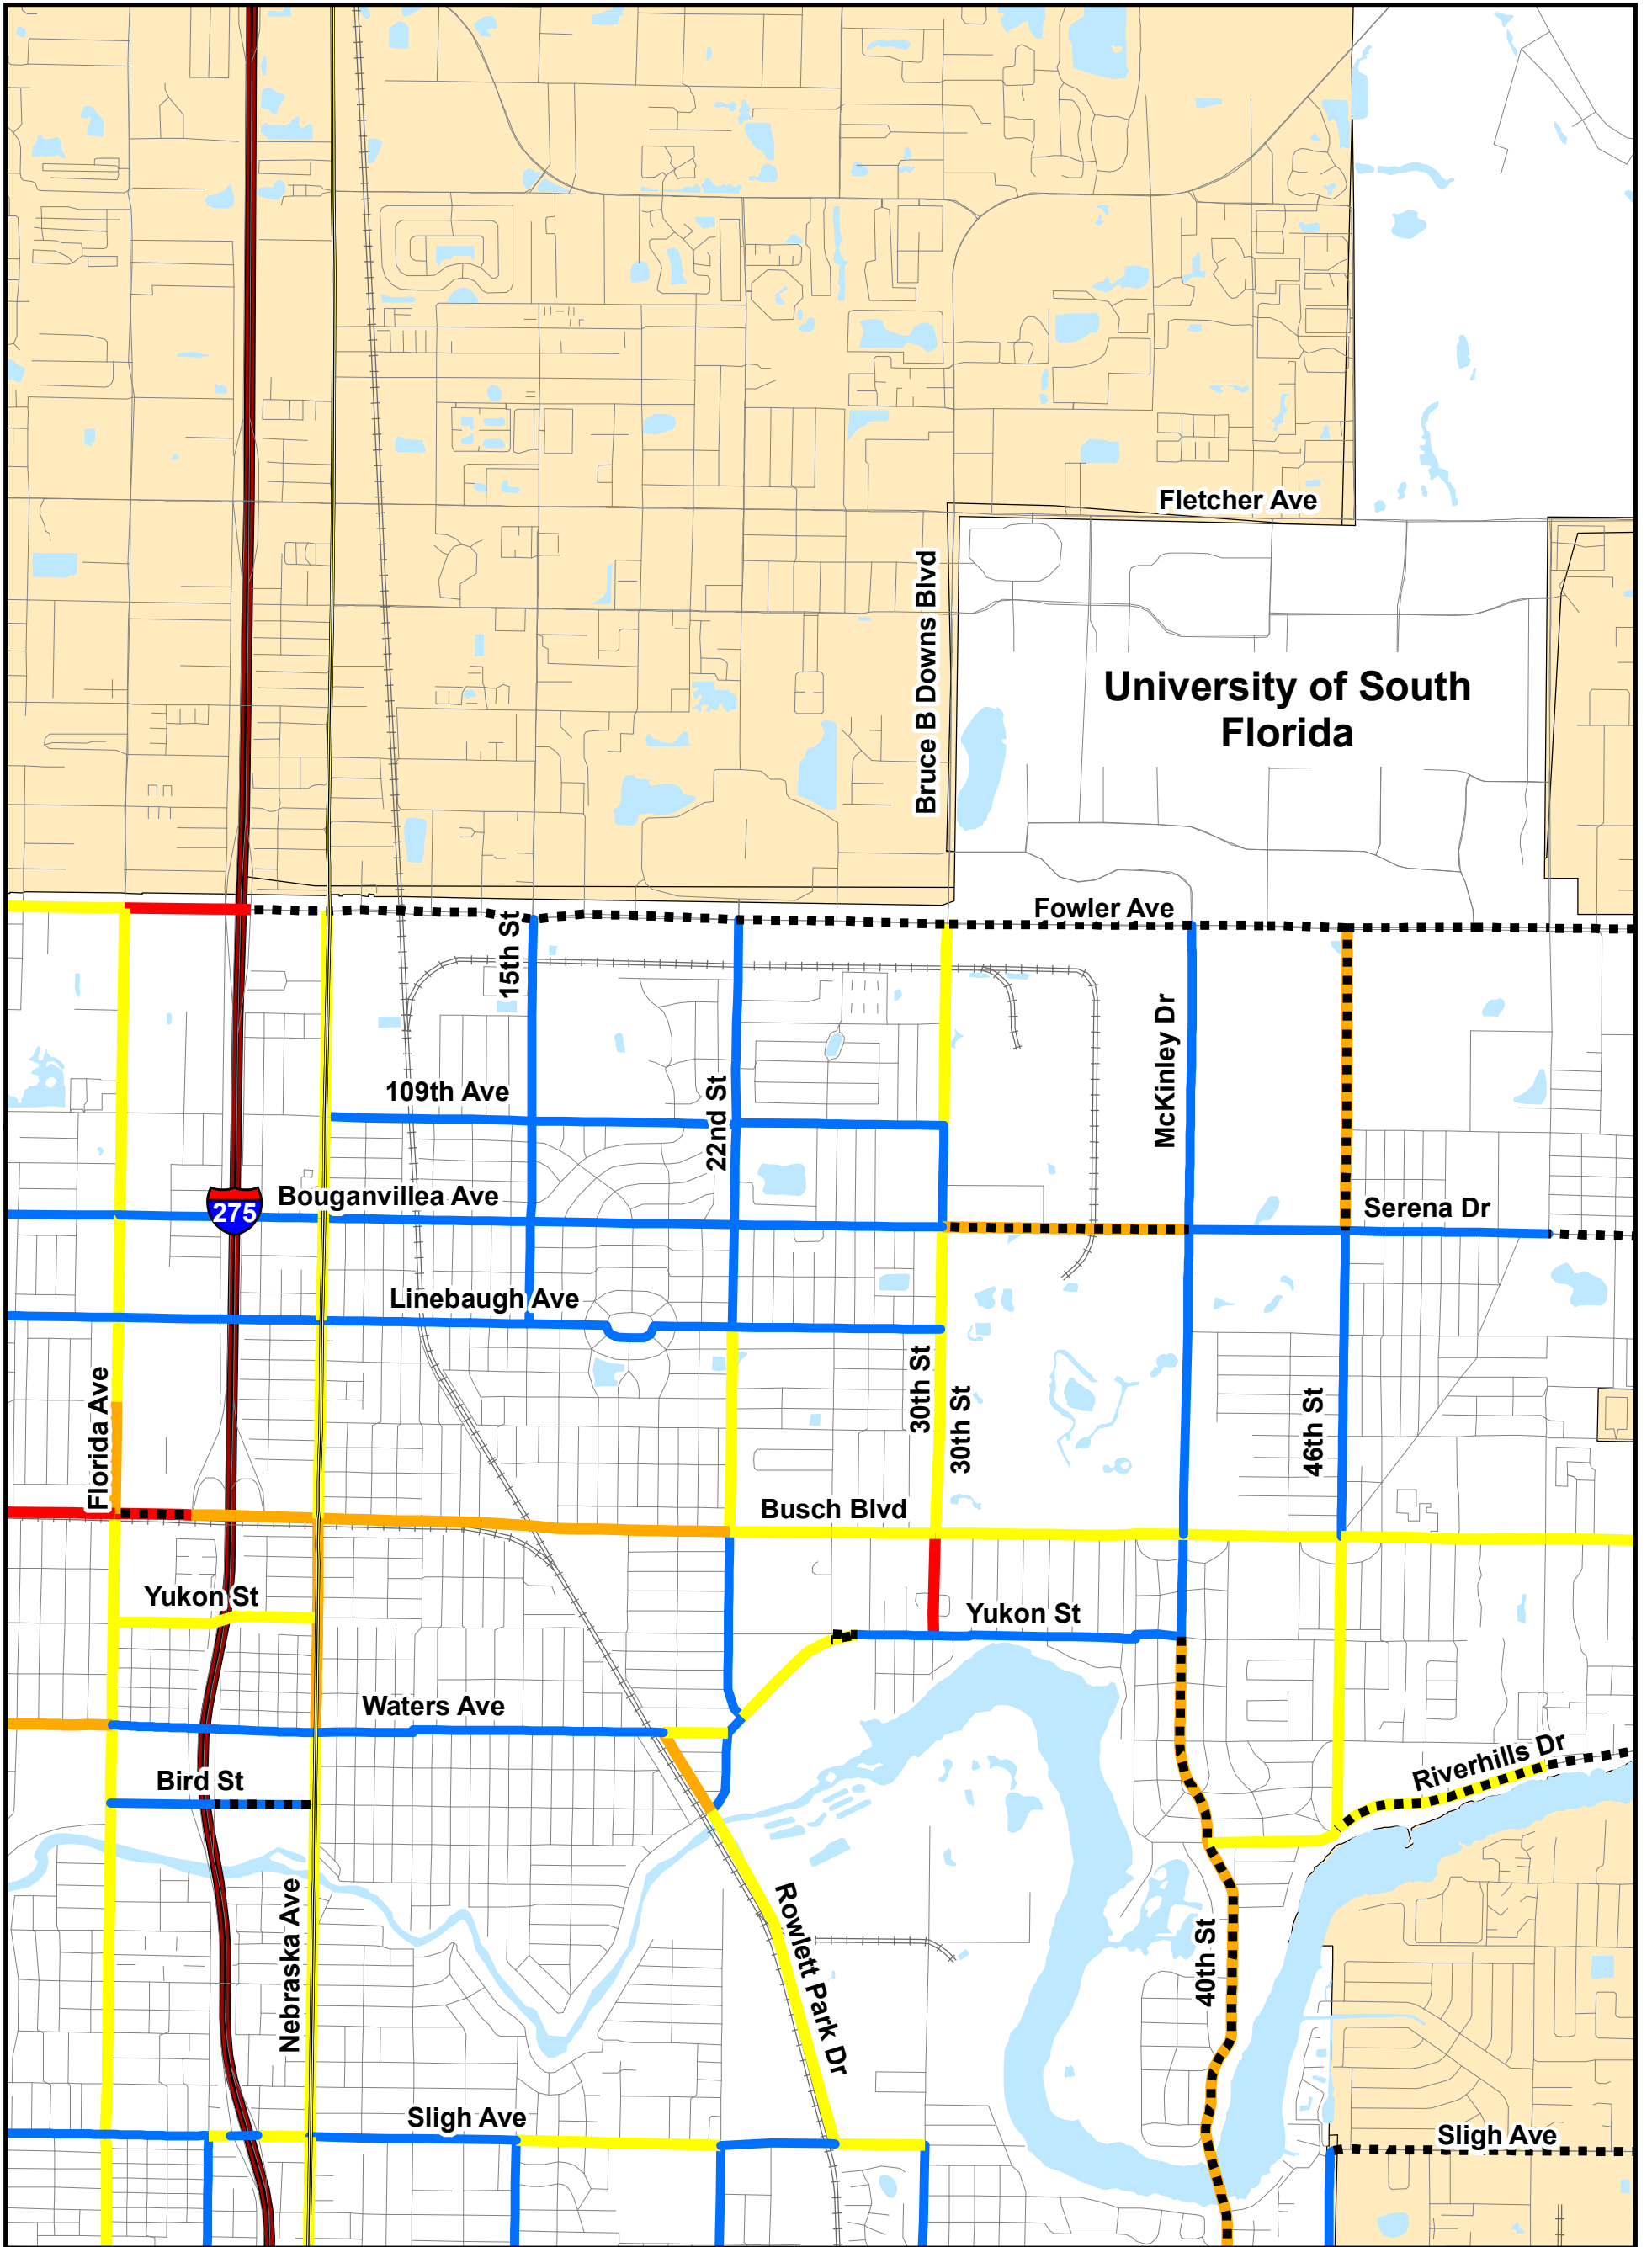 Fletcher Ave
Bruce B Downs Blvd
University of South
Florida
Fowler Ave
15th St
McKinley Dr
22nd St
109th Ave
Bouganvillea Ave
275
Serena Dr
Linebaugh Ave
Florida Ave
30th St
30th St
46th St
Busch Blvd
Yukon St
Yukon St
Waters Ave
Riverhills Dr
Bird St
Nebraska Ave
Rowlett Park Dr
40th St
Sligh Ave
Sligh Ave